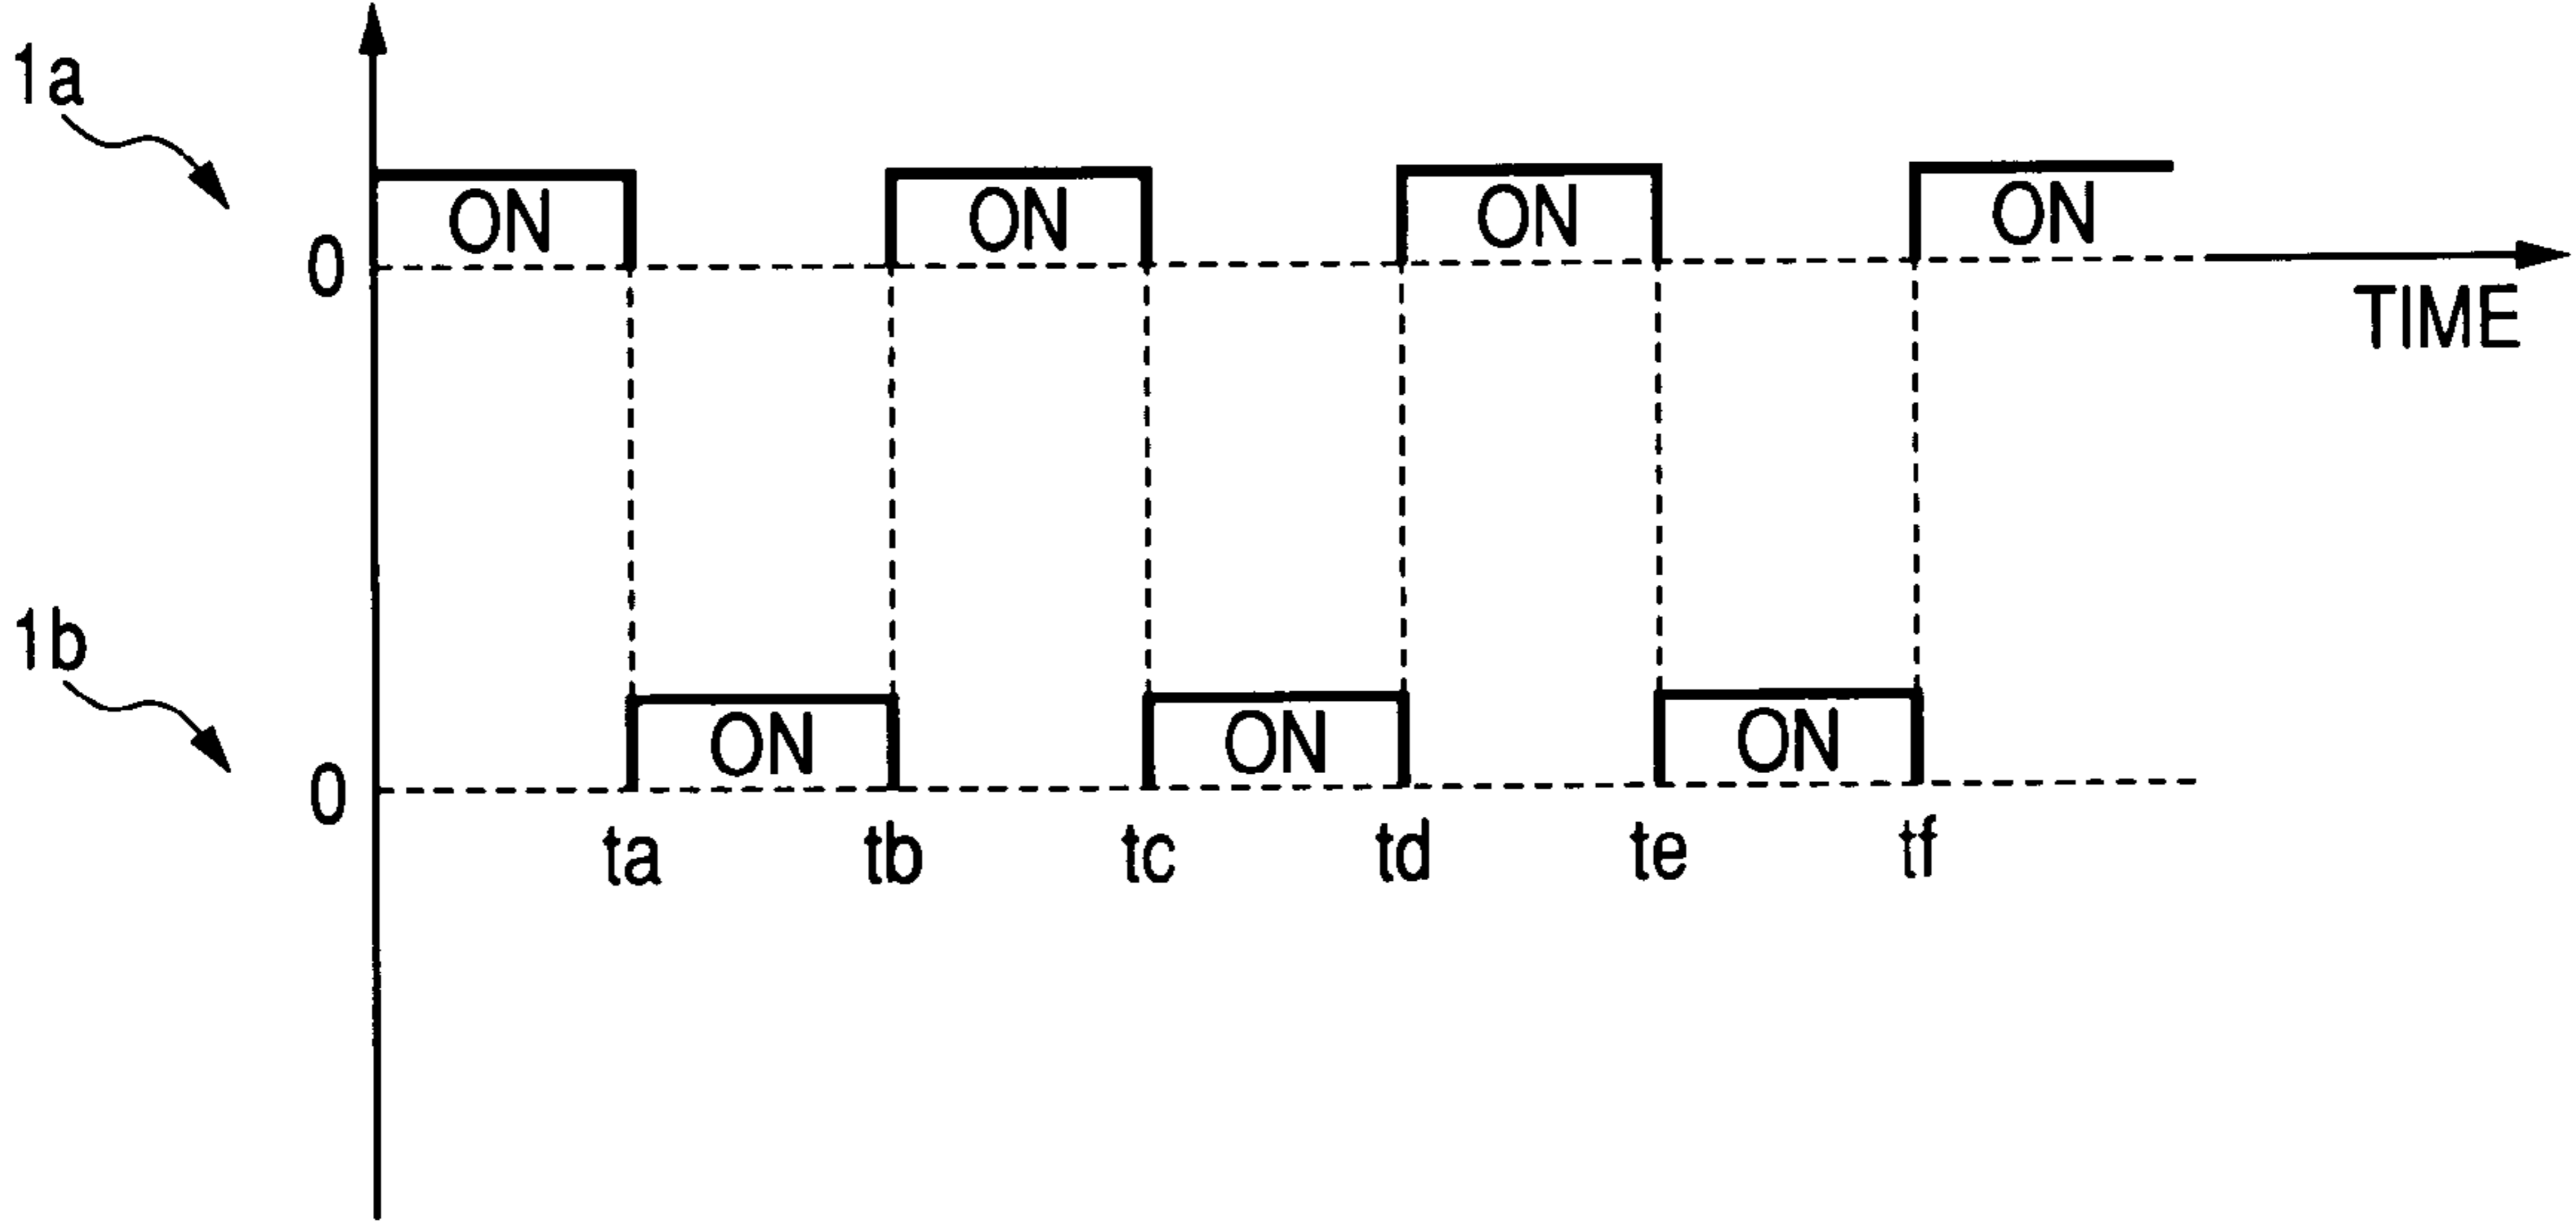 1a
ON ON ON ON
0
TIME
1b
ON ON ON
0
ta tb tc td te tf